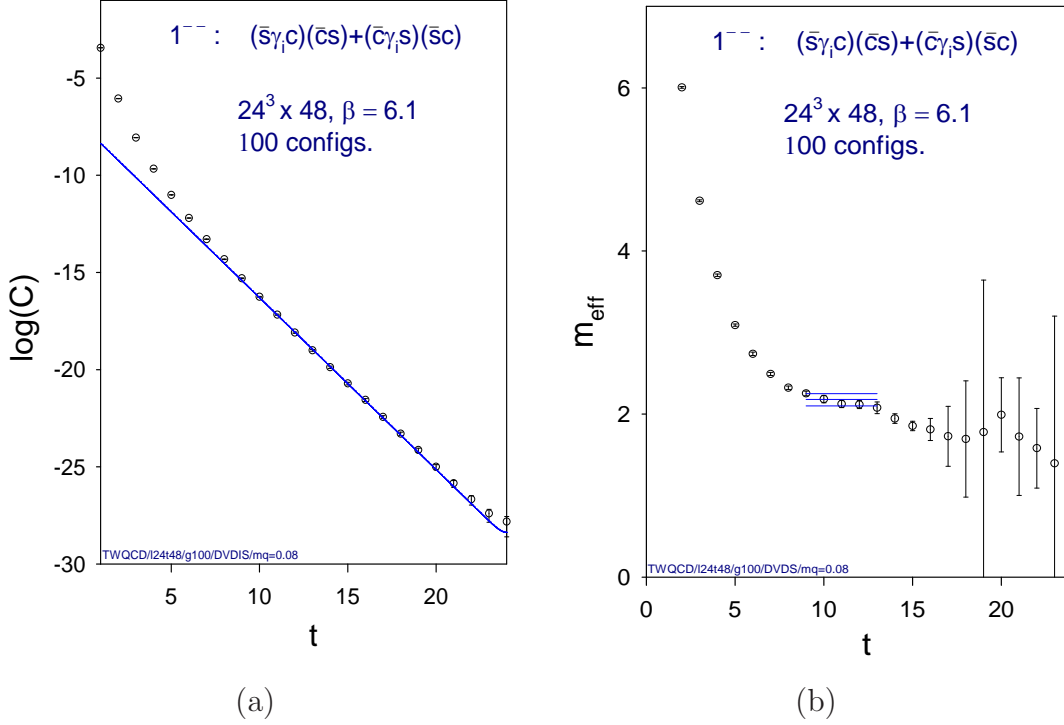 1⁻⁻ : (s̄γᵢc)(c̄s)+(c̄γᵢs)(s̄c)
24³ x 48, β = 6.1
100 configs.
log(C)
-5
-10
-15
-20
-25
-30
TWQCD/l24t48/g100/DVDIS/mq=0.08
5 10 15 20
t
(a)
1⁻⁻ : (s̄γᵢc)(c̄s)+(c̄γᵢs)(s̄c)
24³ x 48, β = 6.1
100 configs.
m_eff
6
4
2
0
TWQCD/l24t48/g100/DVDS/mq=0.08
0 5 10 15 20
t
(b)